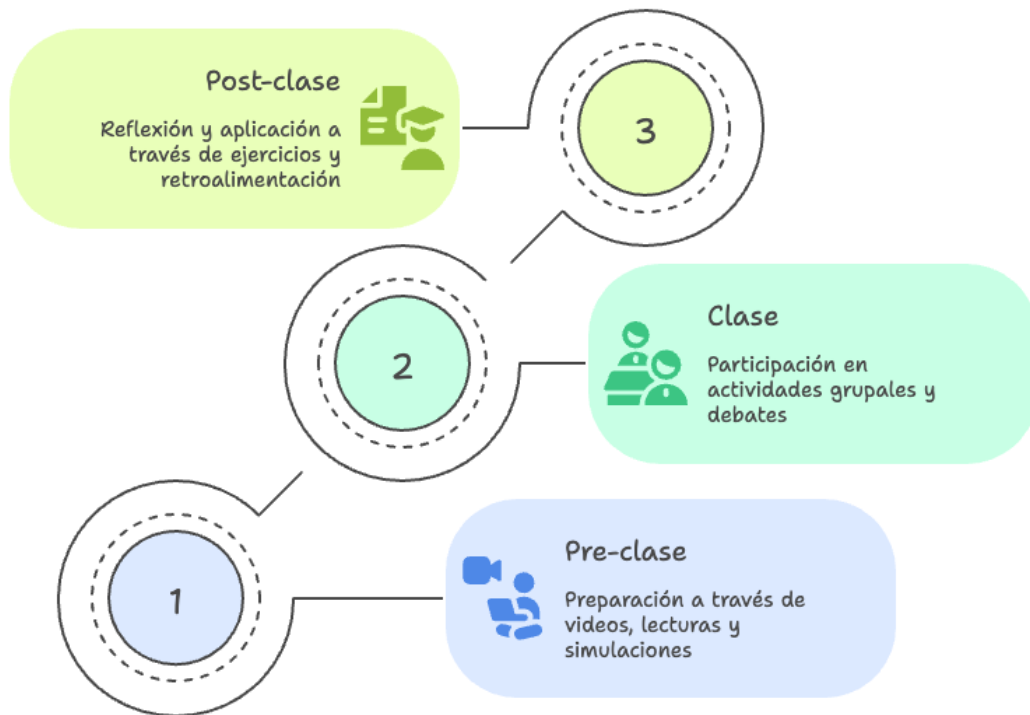 Post-clase
Reflexión y aplicación a
través de ejercicios y
retroalimentación
3
2
Clase
Participación en
actividades grupales y
debates
1
Pre-clase
Preparación a través de
videos, lecturas y
simulaciones